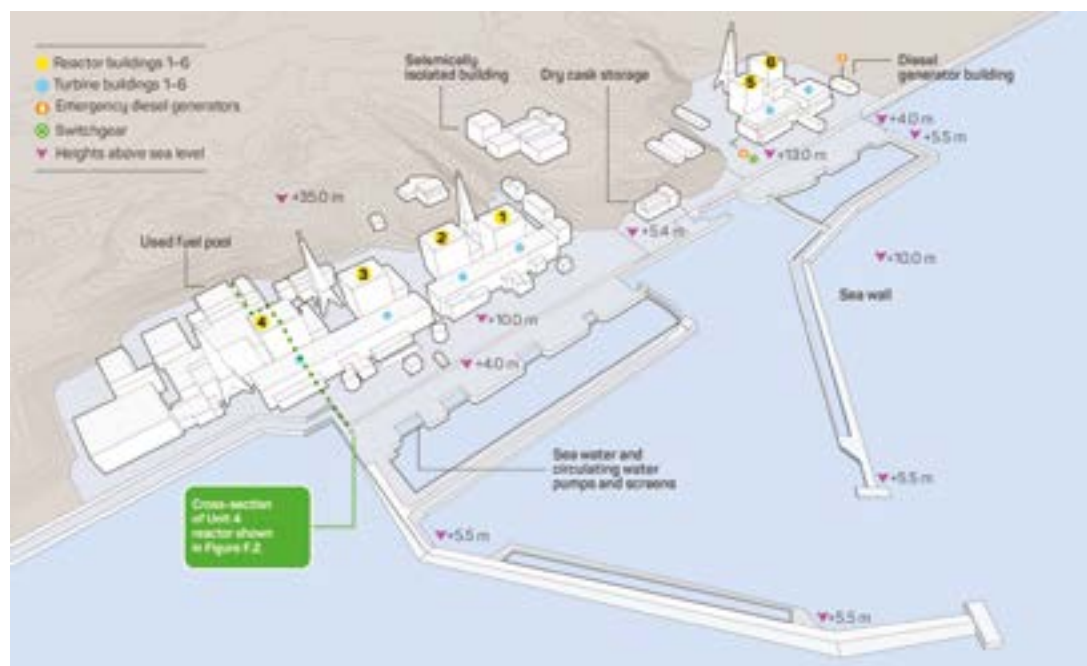 Reactor buildings 1–6
Turbine buildings 1–6
Emergency diesel generators
Switchgear
Heights above sea level
Seismically
isolated building
Dry cask storage
Diesel
generator building
6
5
+4.0 m
+5.5 m
+13.0 m
+35.0 m
Used fuel pool
1
2
3
4
+5.4 m
+10.0 m
Sea wall
+10.0 m
+4.0 m
Sea water and
circulating water
pumps and screens
+5.5 m
Cross-section
of Unit 4
reactor shown
in Figure F.2
+5.5 m
+5.5 m